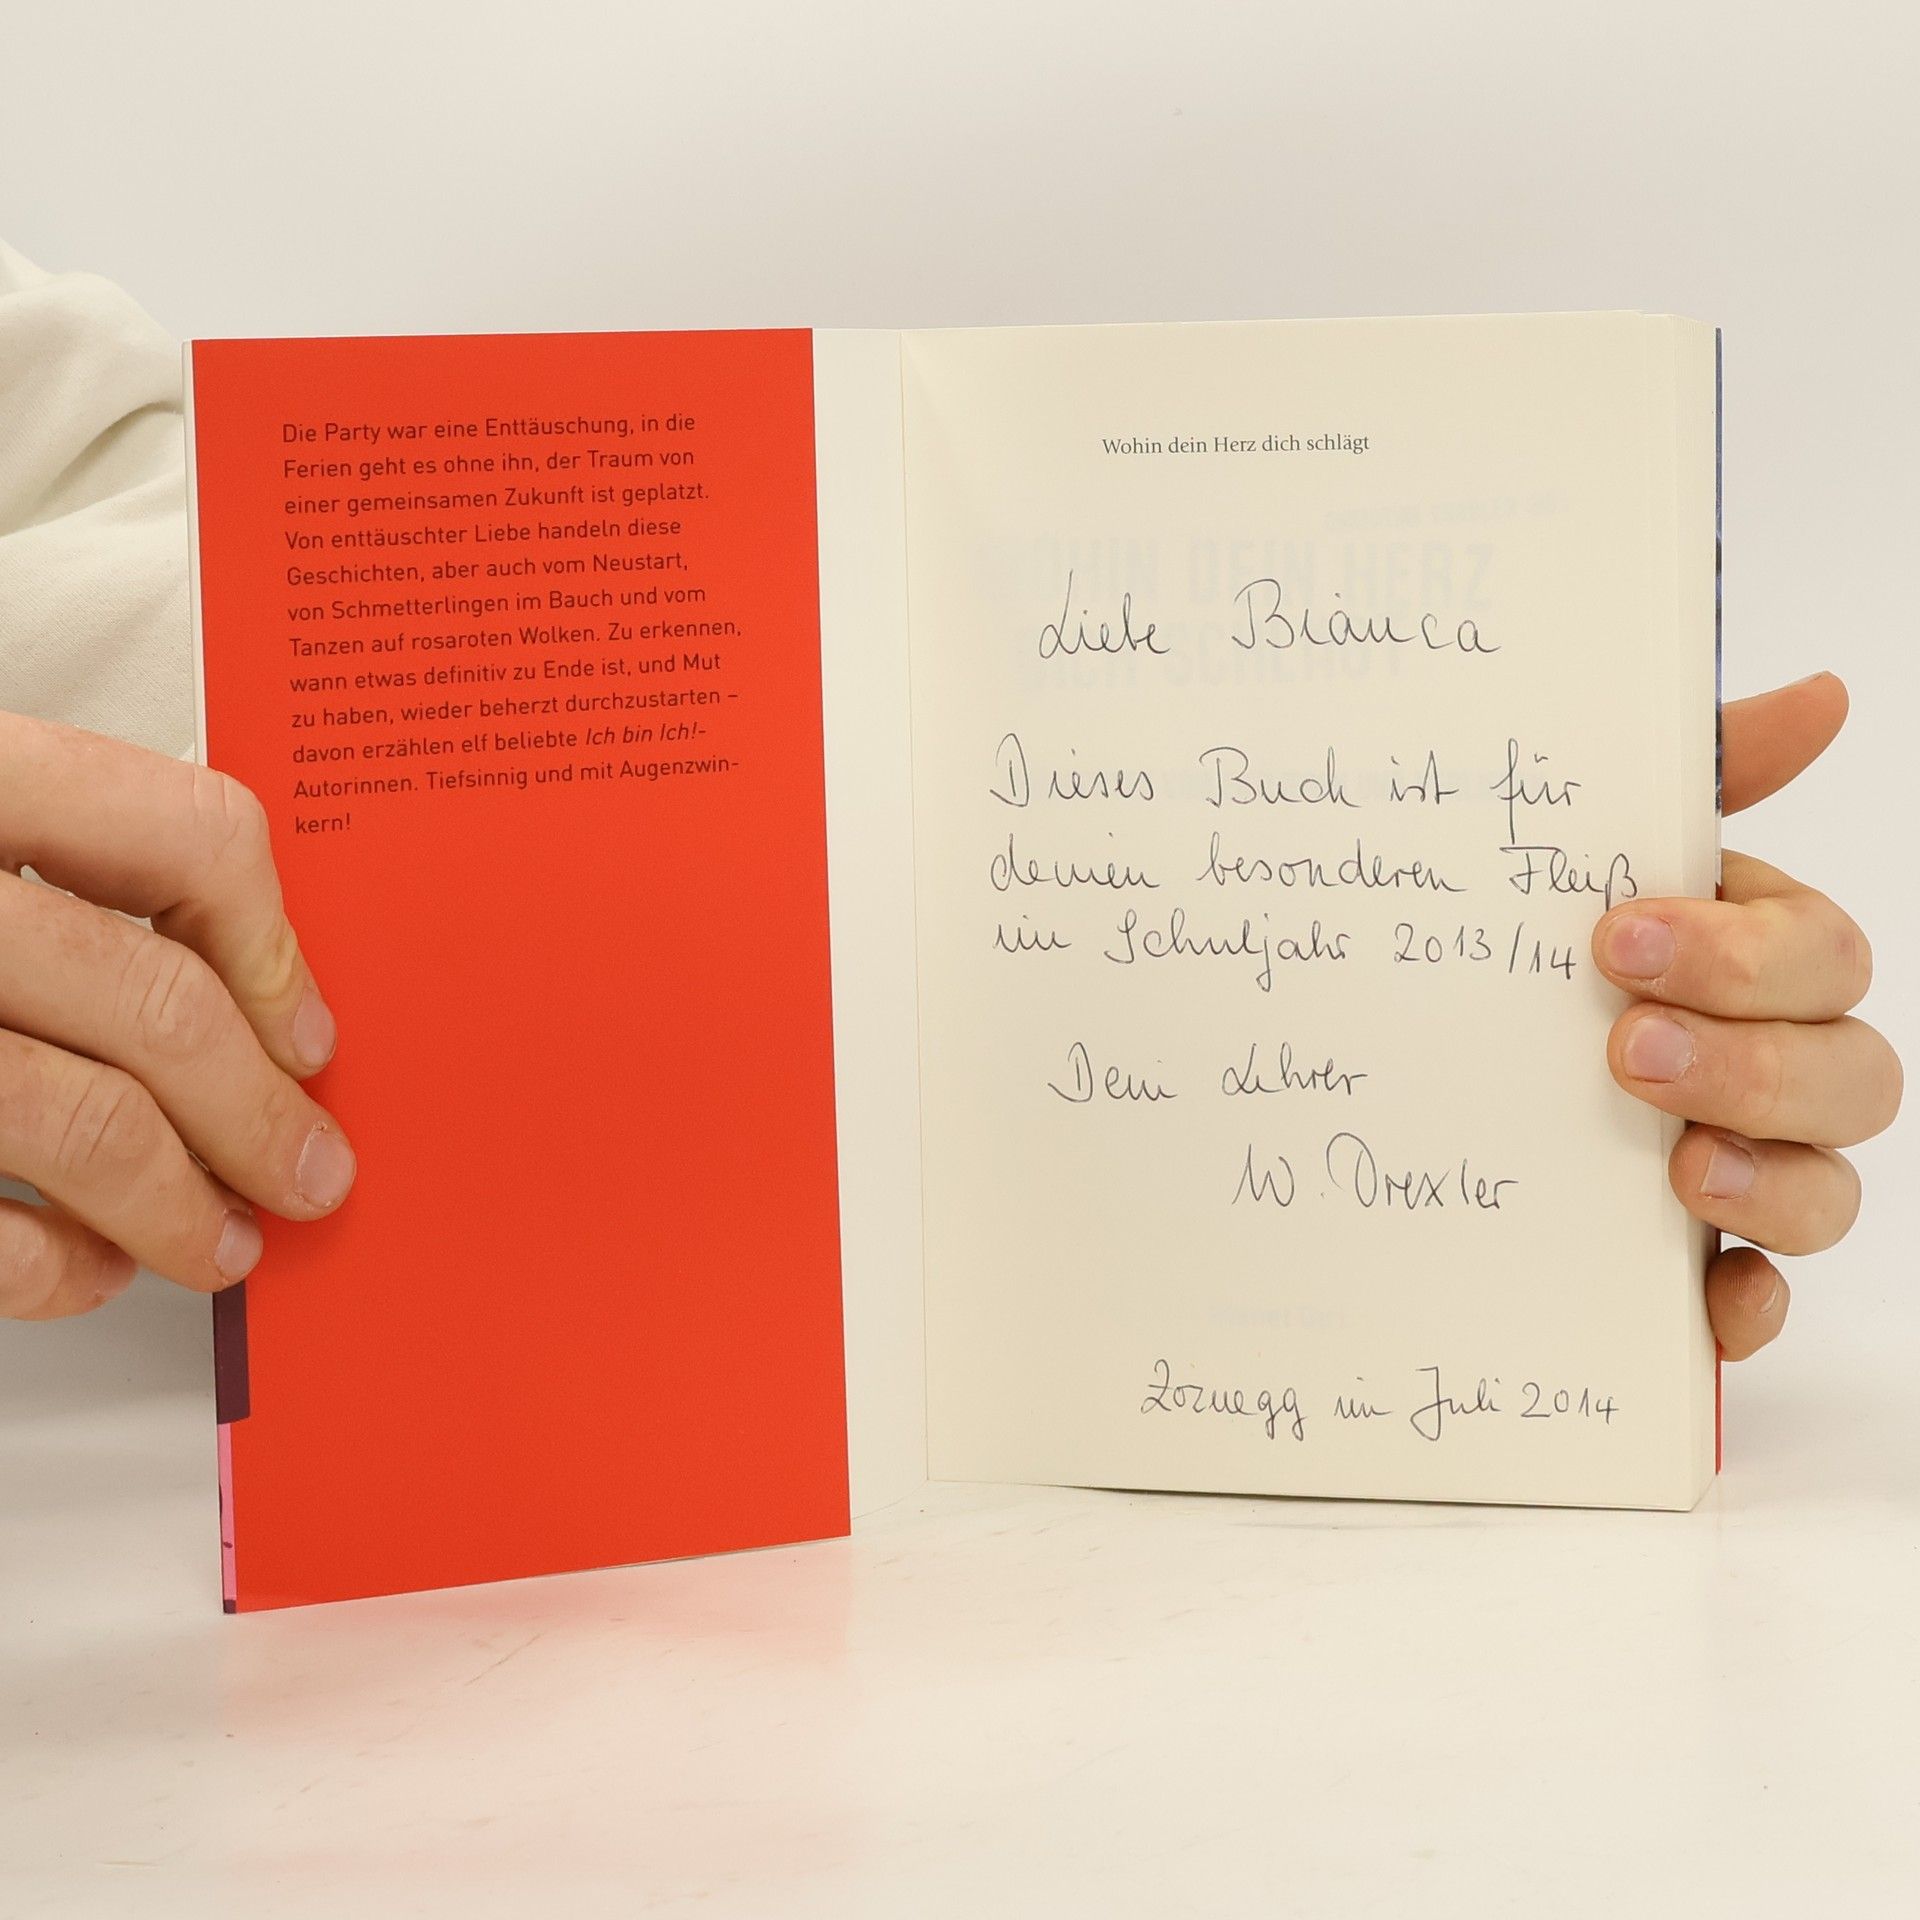 Die Party war eine Enttäuschung, in die
Ferien geht es ohne ihn, der Traum von
einer gemeinsamen Zukunft ist geplatzt.
Von enttäuschter Liebe handeln diese
Geschichten, aber auch vom Neustart,
von Schmetterlingen im Bauch und vom
Tanzen auf rosaroten Wolken. Zu erkennen,
wann etwas definitiv zu Ende ist, und Mut
zu haben, wieder beherzt durchzustarten –
davon erzählen elf beliebte Ich bin Ich!-
Autorinnen. Tiefsinnig und mit Augenzwin-
kern!
Wohin dein Herz dich schlägt
Liebe Bianca
Dieses Buch ist für
deinen besonderen Fleiß
im Schuljahr 2013/14
Dein Lehrer
W. Drexler
Zornegg im Juli 2014